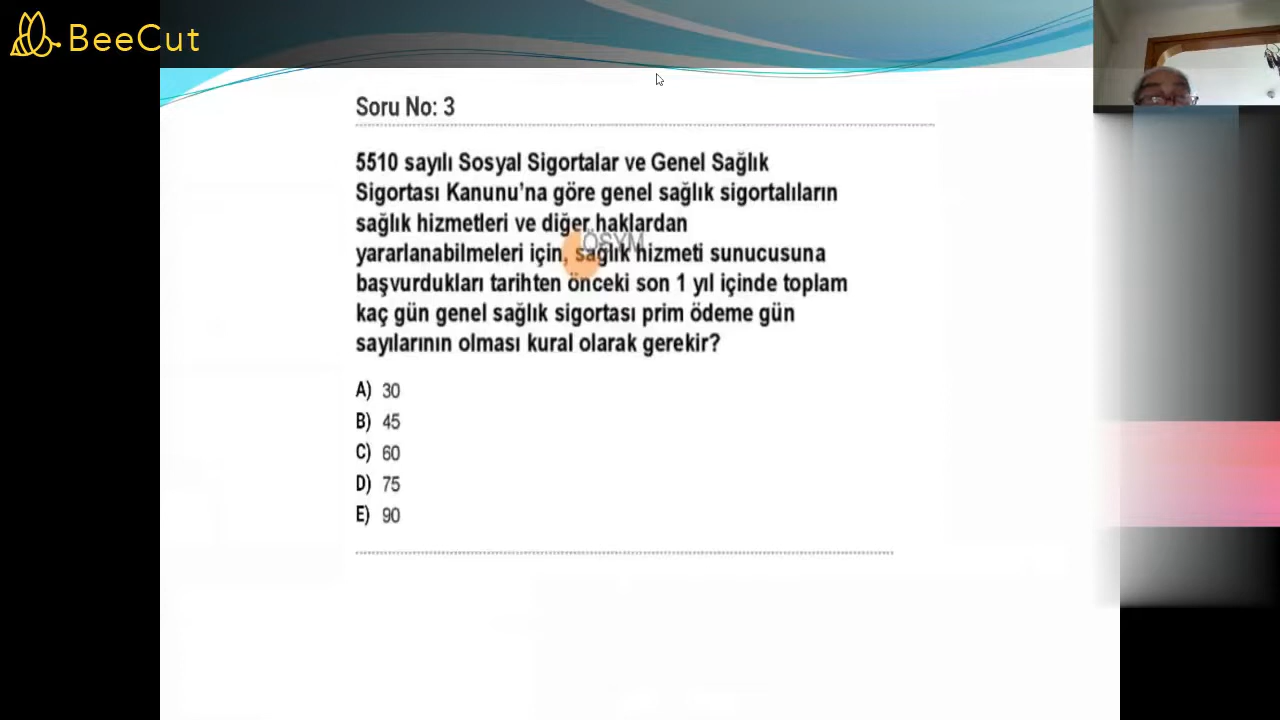 BeeCut
Soru No: 3
5510 sayılı Sosyal Sigortalar ve Genel Sağlık
Sigortası Kanunu'na göre genel sağlık sigortalıların
sağlık hizmetleri ve diğer haklardan
ÖSYM
yararlanabilmeleri için, sağlık hizmeti sunucusuna
başvurdukları tarihten önceki son 1 yıl içinde toplam
kaç gün genel sağlık sigortası prim ödeme gün
sayılarının olması kural olarak gerekir?
A) 30
B) 45
C) 60
D) 75
E) 90